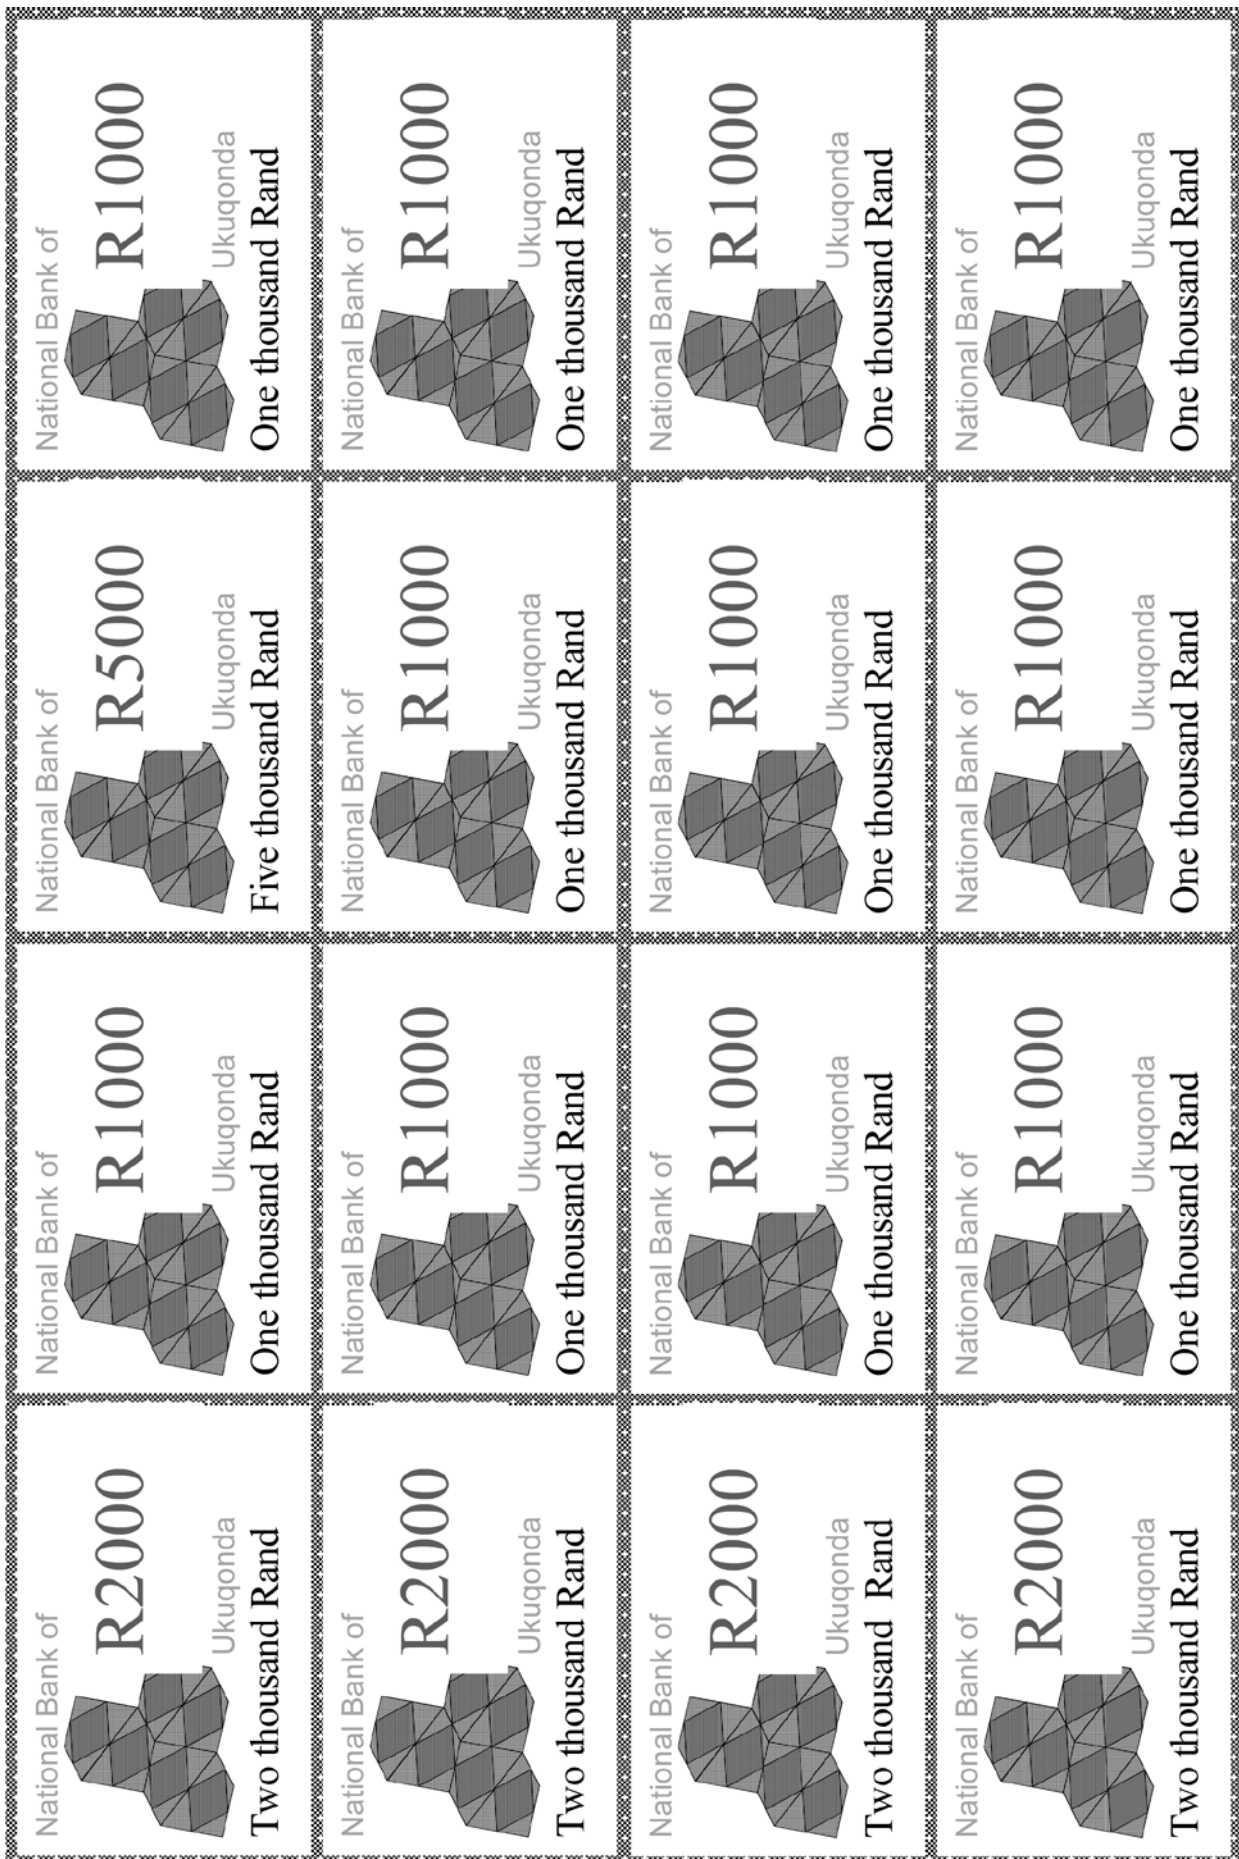 National Bank of
R2000
Ukuqonda
Two thousand Rand
National Bank of
R1000
Ukuqonda
One thousand Rand
National Bank of
R5000
Ukuqonda
Five thousand Rand
National Bank of
R1000
Ukuqonda
One thousand Rand
National Bank of
R2000
Ukuqonda
Two thousand Rand
National Bank of
R1000
Ukuqonda
One thousand Rand
National Bank of
R1000
Ukuqonda
One thousand Rand
National Bank of
R1000
Ukuqonda
One thousand Rand
National Bank of
R2000
Ukuqonda
Two thousand Rand
National Bank of
R1000
Ukuqonda
One thousand Rand
National Bank of
R1000
Ukuqonda
One thousand Rand
National Bank of
R1000
Ukuqonda
One thousand Rand
National Bank of
R2000
Ukuqonda
Two thousand Rand
National Bank of
R1000
Ukuqonda
One thousand Rand
National Bank of
R1000
Ukuqonda
One thousand Rand
National Bank of
R1000
Ukuqonda
One thousand Rand